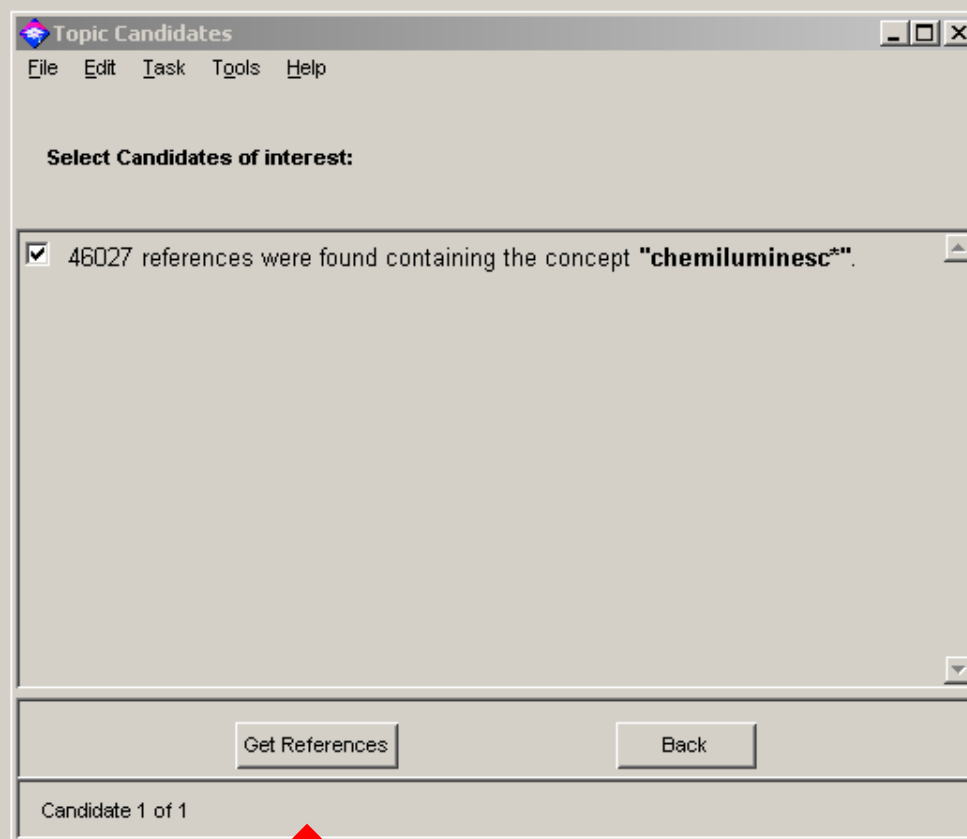 Topic Candidates
File Edit Task Tools Help
Select Candidates of interest:
46027 references were found containing the concept "chemiluminesc*".
Get References Back
Candidate 1 of 1